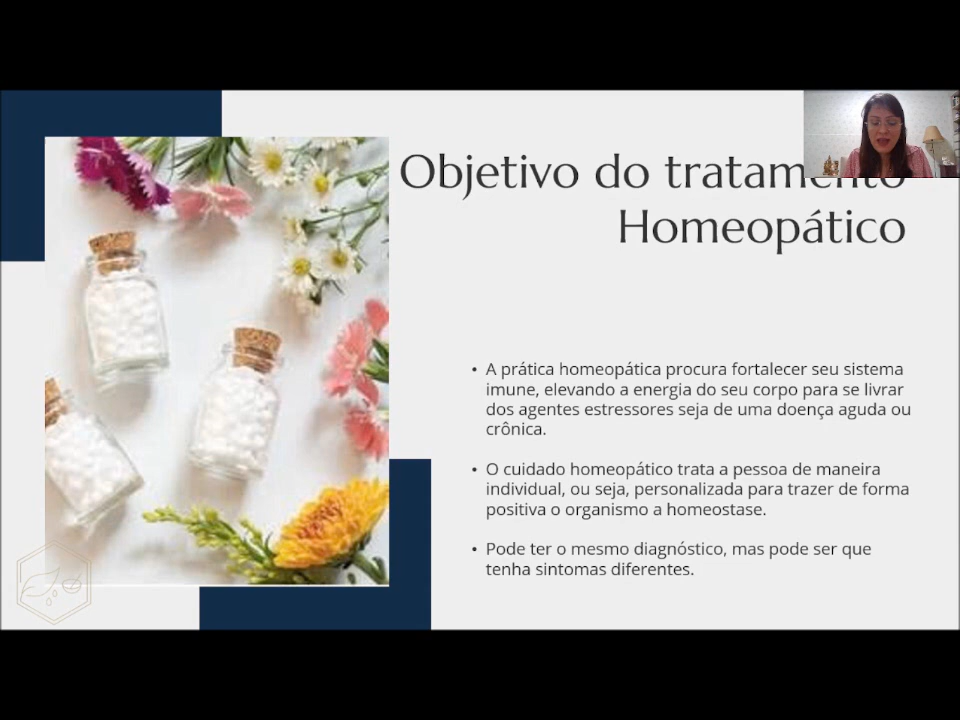 Objetivo do tratamento
Homeopático
• A prática homeopática procura fortalecer seu sistema
imune, elevando a energia do seu corpo para se livrar
dos agentes estressores seja de uma doença aguda ou
crônica.
• O cuidado homeopático trata a pessoa de maneira
individual, ou seja, personalizada para trazer de forma
positiva o organismo a homeostase.
• Pode ter o mesmo diagnóstico, mas pode ser que
tenha sintomas diferentes.